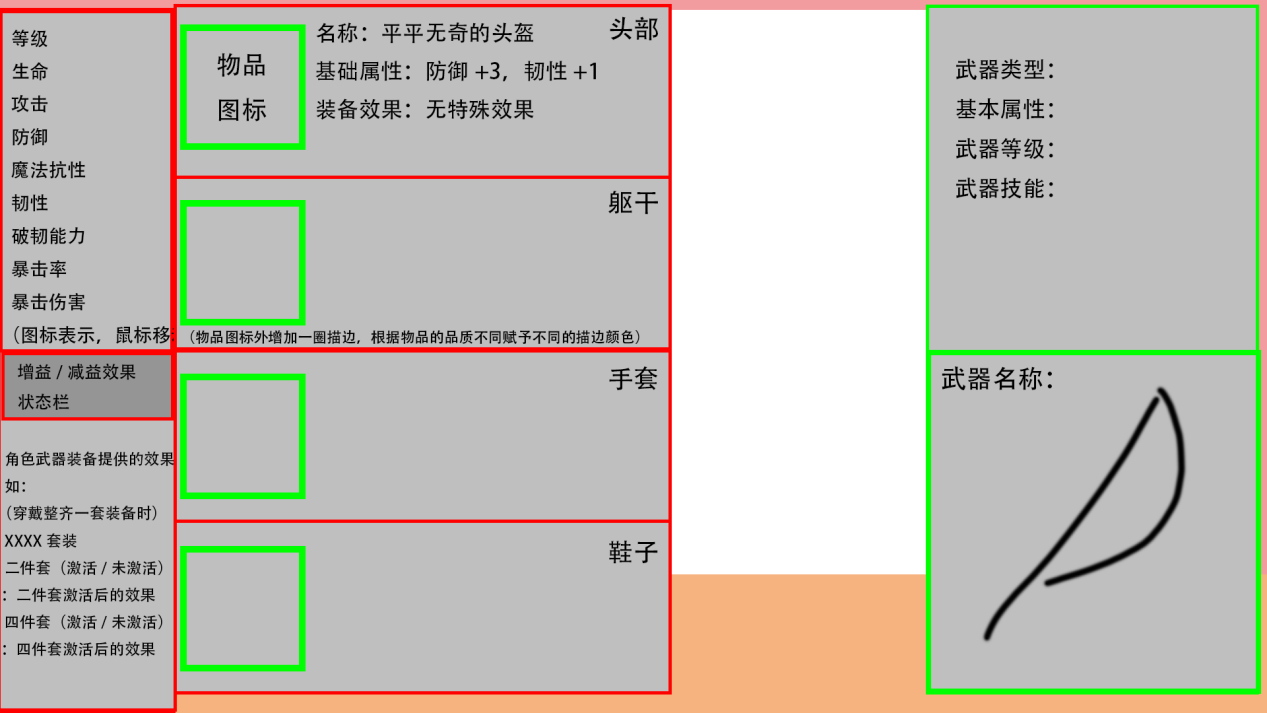 等级
生命
攻击
防御
魔法抗性
韧性
破韧能力
暴击率
暴击伤害
（图标表示，鼠标移
增益 / 减益效果
状态栏
角色武器装备提供的效果
如：
（穿戴整齐一套装备时）
XXXX 套装
二件套（激活 / 未激活）
：二件套激活后的效果
四件套（激活 / 未激活）
：四件套激活后的效果
物品
图标
名称：平平无奇的头盔
头部
基础属性：防御 +3，韧性 +1
装备效果：无特殊效果
躯干
（物品图标外增加一圈描边，根据物品的品质不同赋予不同的描边颜色）
手套
鞋子
武器类型：
基本属性：
武器等级：
武器技能：
武器名称：